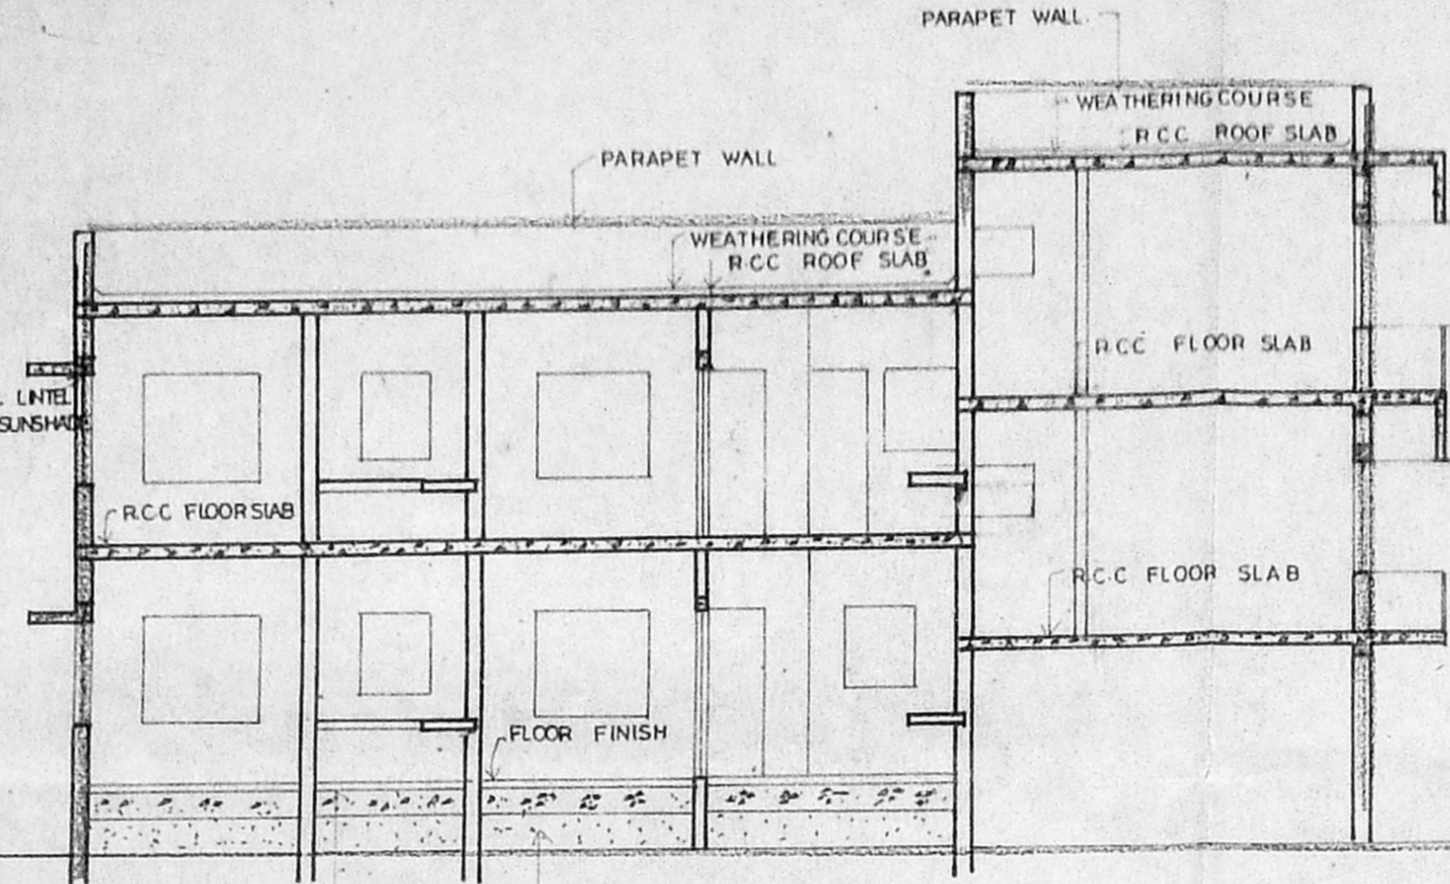 PARAPET WALL
WEATHERING COURSE
R.C.C ROOF SLAB
PARAPET WALL
WEATHERING COURSE
R.C.C ROOF SLAB
R.C.C FLOOR SLAB
LINTEL
SUNSHADE
R.C.C FLOOR SLAB
R.C.C FLOOR SLAB
FLOOR FINISH